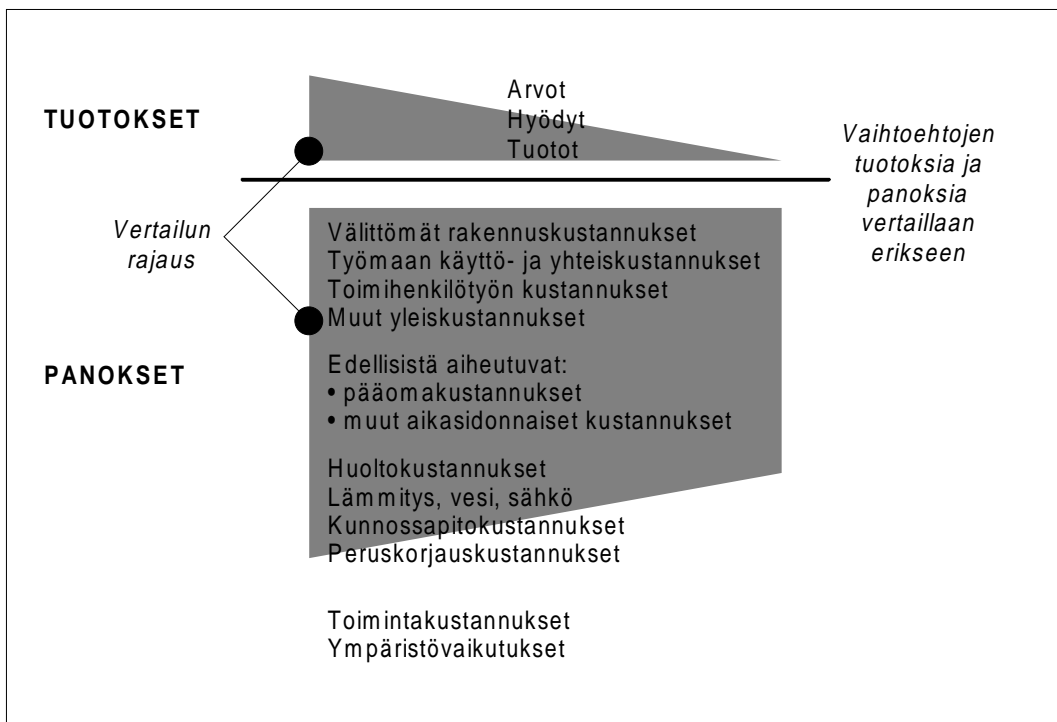 TUOTOKSET
Arvot
Hyödyt
Tuotot
Vaihtoehtojen
tuotoksia ja
panoksia
vertaillaan
erikseen
Vertailun
rajaus
PANOKSET
Välittömät rakennuskustannukset
Työmaan käyttö- ja yhteiskustannukset
Toimihenkilötyön kustannukset
Muut yleiskustannukset
Edellisistä aiheutuvat:
• pääomakustannukset
• muut aikasidonnaiset kustannukset
Huoltokustannukset
Lämmitys, vesi, sähkö
Kunnossapitokustannukset
Peruskorjauskustannukset
Toimintakustannukset
Ympäristövaikutukset